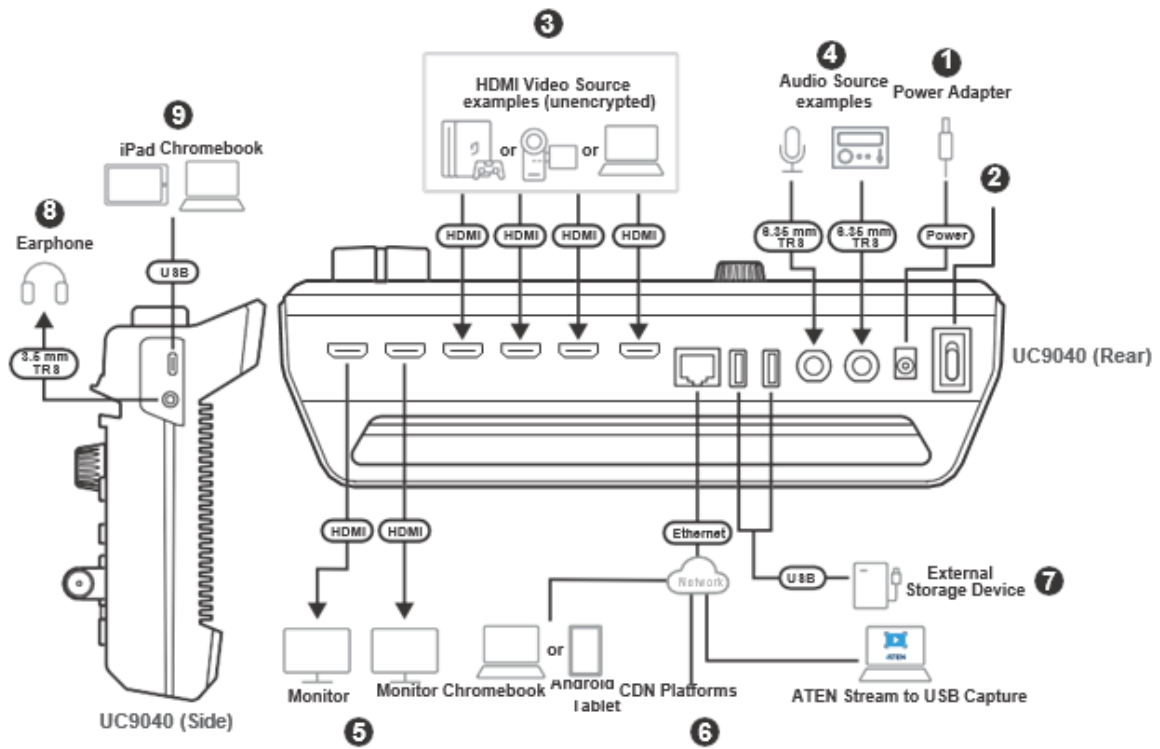 3
HDMI Video Source
examples (unencrypted)
or
or
HDMI
HDMI
HDMI
HDMI
4
Audio Source
examples
6.35 mm
TRS
6.35 mm
TRS
1
Power Adapter
Power
2
9
iPad Chromebook
USB
8
Earphone
3.5 mm
TRS
UC9040 (Rear)
UC9040 (Side)
HDMI
HDMI
Monitor
Monitor
5
Ethernet
Network
Chromebook
or
Android
Tablet
CDN Platforms
6
USB
External
Storage Device
7
ATEN
ATEN Stream to USB Capture